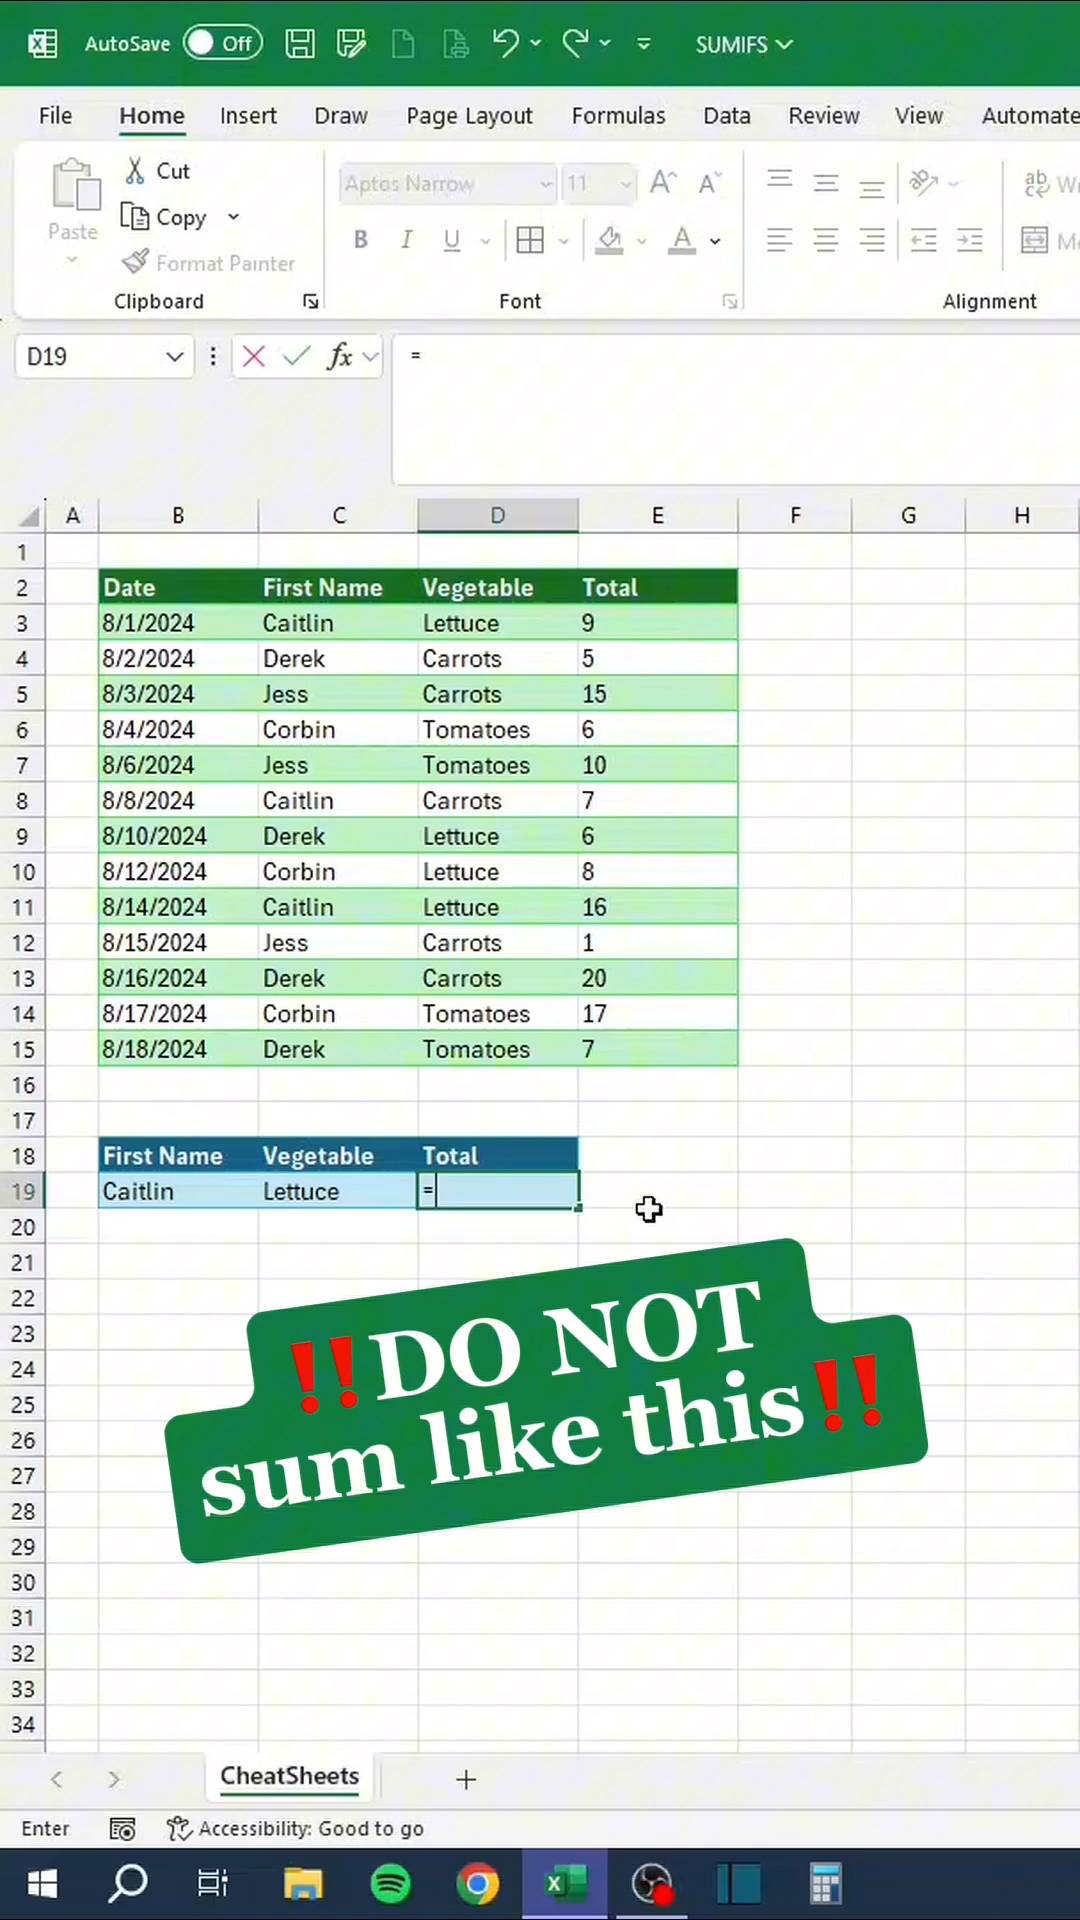 AutoSave Off SUMIFS
File Home Insert Draw Page Layout Formulas Data Review View Automate
Cut
Aptos Narrow 11
Copy
Paste
B I U A
Format Painter
Clipboard Font Alignment
D19 fx =
A B C D E F G H
1
2 Date First Name Vegetable Total
3 8/1/2024 Caitlin Lettuce 9
4 8/2/2024 Derek Carrots 5
5 8/3/2024 Jess Carrots 15
6 8/4/2024 Corbin Tomatoes 6
7 8/6/2024 Jess Tomatoes 10
8 8/8/2024 Caitlin Carrots 7
9 8/10/2024 Derek Lettuce 6
10 8/12/2024 Corbin Lettuce 8
11 8/14/2024 Caitlin Lettuce 16
12 8/15/2024 Jess Carrots 1
13 8/16/2024 Derek Carrots 20
14 8/17/2024 Corbin Tomatoes 17
15 8/18/2024 Derek Tomatoes 7
16
17
18 First Name Vegetable Total
19 Caitlin Lettuce =
20
21
22
23
24
25
26
27
28
29
30
31
32
33
34
‼️DO NOT
sum like this‼️
CheatSheets
Enter Accessibility: Good to go